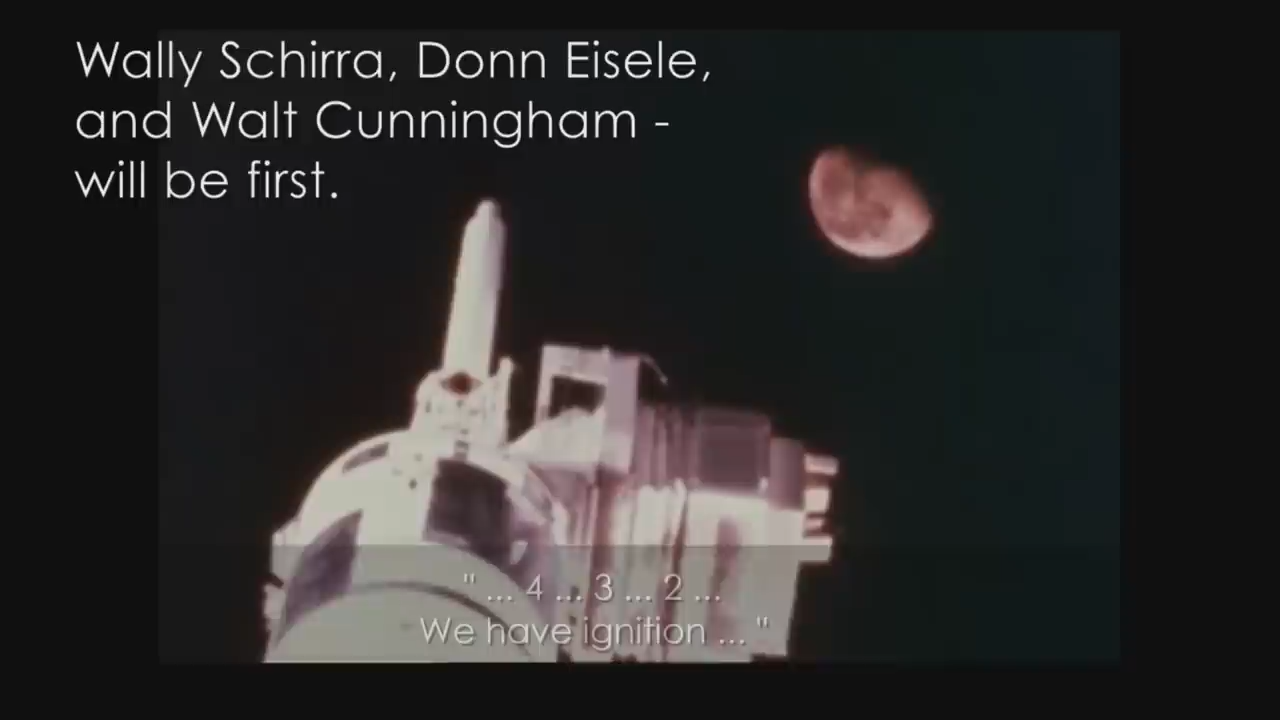 Wally Schirra, Donn Eisele,
and Walt Cunningham -
will be first.
" ... 4 ... 3 ... 2 ...
We have ignition ... "